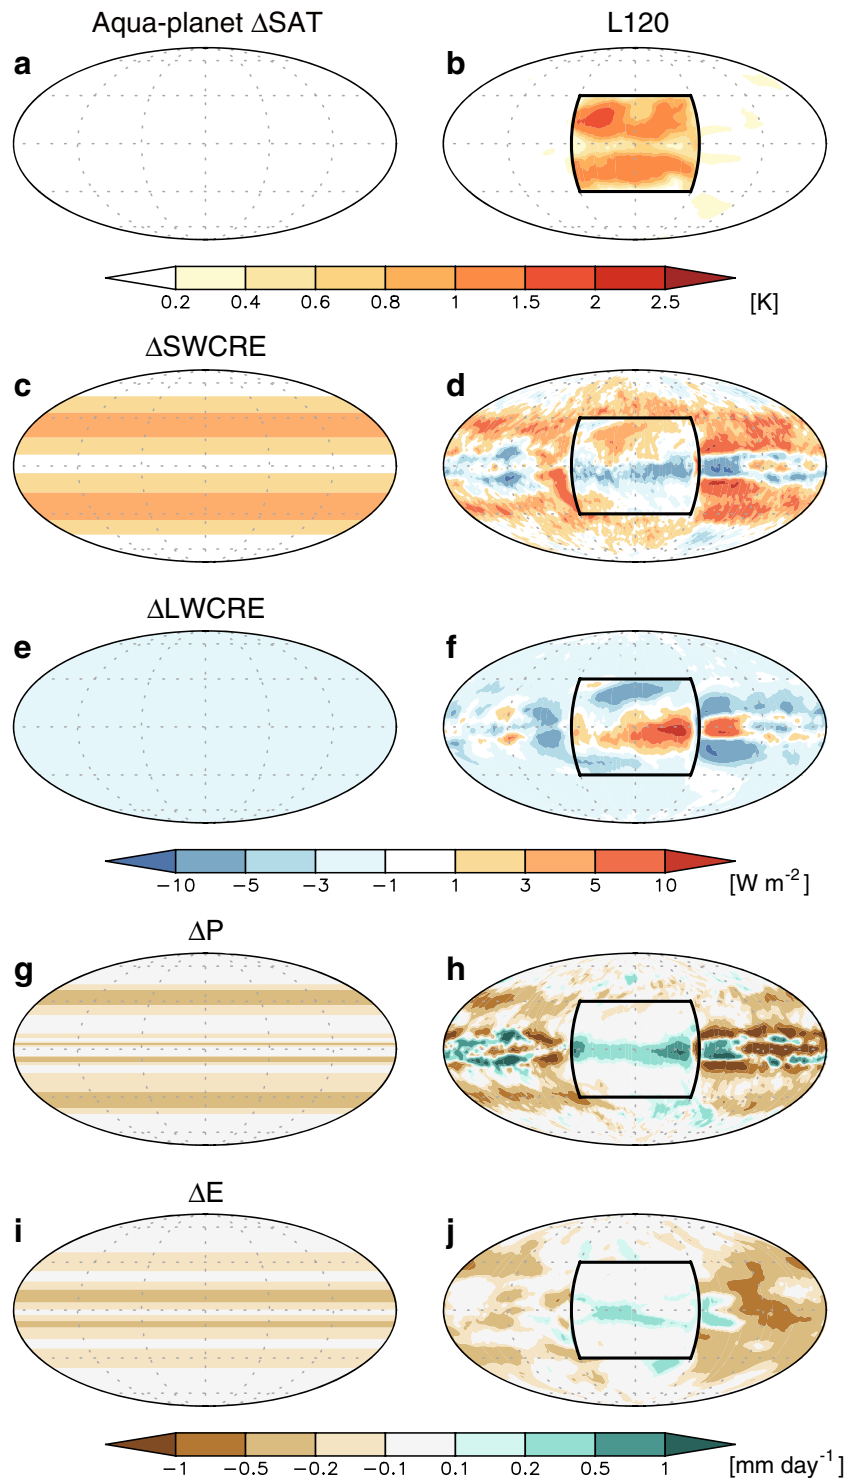 Aqua-planet ΔSAT L120
a b
0.2 0.4 0.6 0.8 1 1.5 2 2.5 [K]
ΔSWCRE
c d
ΔLWCRE
e f
−10 −5 −3 −1 1 3 5 10 [W m-2]
ΔP
g h
ΔE
i j
−1 −0.5 −0.2 −0.1 0.1 0.2 0.5 1 [mm day-1]